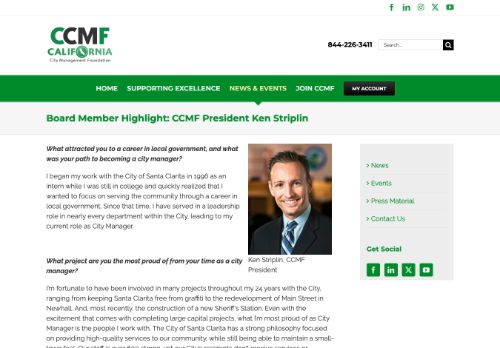 CCMF
CALIFORNIA
City Management Foundation
844-226-3411
Search...
HOME
SUPPORTING EXCELLENCE
NEWS & EVENTS
JOIN CCMF
MY ACCOUNT
Board Member Highlight: CCMF President Ken Striplin
What attracted you to a career in local government, and what
was your path to becoming a city manager?
I began my work with the City of Santa Clarita in 1996 as an
intern while I was still in college and quickly realized that I
wanted to focus on serving the community through a career in
local government. Since that time, I have served in a leadership
role in nearly every department within the City, leading to my
current role as City Manager.
Ken Striplin, CCMF
President
What project are you the most proud of from your time as a city
manager?
I'm fortunate to have been involved in many projects throughout my 24 years with the City,
ranging from keeping Santa Clarita free from graffiti to the redevelopment of Main Street in
Newhall. And, most recently, the construction of a new Sheriff's Station. Even with the
excitement that comes with completing large capital projects, what I'm most proud of as City
Manager is the people I work with. The City of Santa Clarita has a strong philosophy focused
on providing high-quality services to our community, while still being able to maintain a small-
> News
> Events
> Press Material
> Contact Us
Get Social